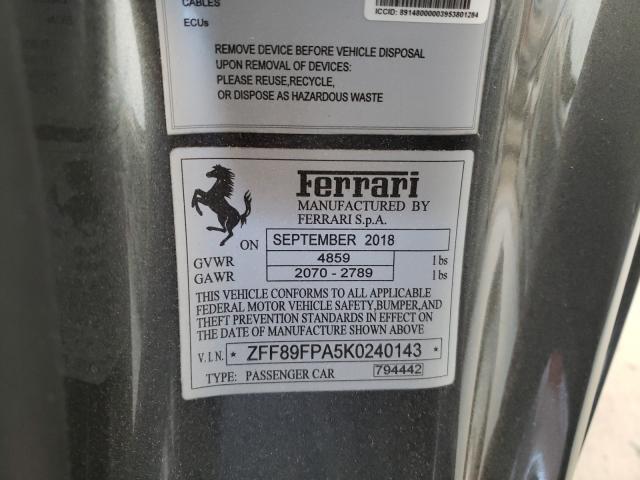 CABLES
ECUs
ICCID: 89148000003953801284
REMOVE DEVICE BEFORE VEHICLE DISPOSAL
UPON REMOVAL OF DEVICES:
PLEASE REUSE,RECYCLE,
OR DISPOSE AS HAZARDOUS WASTE
Ferrari
MANUFACTURED BY
FERRARI S.p.A.
ON SEPTEMBER 2018
GVWR 4859 lbs
GAWR 2070 - 2789 lbs
THIS VEHICLE CONFORMS TO ALL APPLICABLE
FEDERAL MOTOR VEHICLE SAFETY,BUMPER,AND
THEFT PREVENTION STANDARDS IN EFFECT ON
THE DATE OF MANUFACTURE SHOWN ABOVE
V.I.N. * ZFF89FPA5K0240143 *
TYPE: PASSENGER CAR 794442